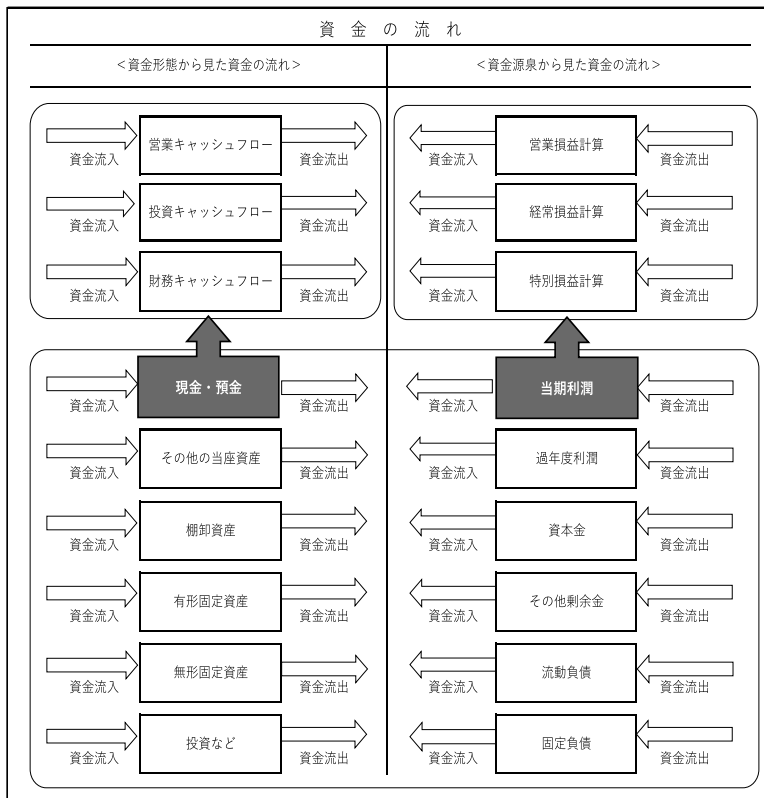 資金の流れ
＜資金形態から見た資金の流れ＞
＜資金源泉から見た資金の流れ＞
資金流入
営業キャッシュフロー
資金流出
資金流入
営業損益計算
資金流出
資金流入
投資キャッシュフロー
資金流出
資金流入
経常損益計算
資金流出
資金流入
財務キャッシュフロー
資金流出
資金流入
特別損益計算
資金流出
資金流入
現金・預金
資金流出
資金流入
当期利潤
資金流出
資金流入
その他の当座資産
資金流出
資金流入
過年度利潤
資金流出
資金流入
棚卸資産
資金流出
資金流入
資本金
資金流出
資金流入
有形固定資産
資金流出
資金流入
その他剰余金
資金流出
資金流入
無形固定資産
資金流出
資金流入
流動負債
資金流出
資金流入
投資など
資金流出
資金流入
固定負債
資金流出